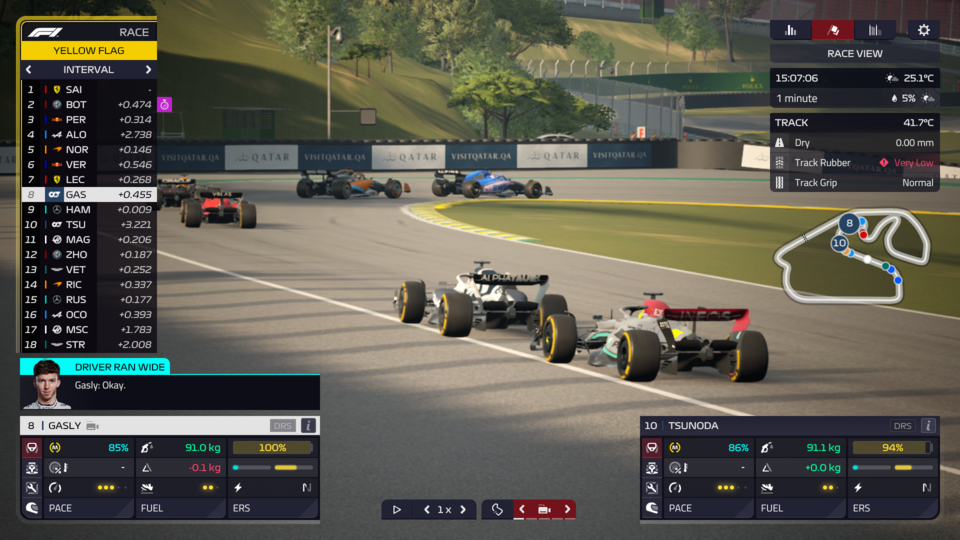 F1 RACE
YELLOW FLAG
INTERVAL
1 SAI -
2 BOT +0.474
3 PER +0.314
4 ALO +2.738
5 NOR +0.146
6 VER +0.546
7 LEC +0.268
8 GAS +0.455
9 HAM +0.009
10 TSU +3.221
11 MAG +0.206
12 ZHO +0.187
13 VET +0.252
14 RIC +0.337
15 RUS +0.177
16 OCO +0.393
17 MSC +1.783
18 STR +2.008
RACE VIEW
15:07:06 25.1°C
1 minute 5%
TRACK 41.7°C
Dry 0.00 mm
Track Rubber Very Low
Track Grip Normal
8
10
ROLEX
VISITQATAR.QA QATAR VISITQATAR.QA QATAR VISITQATAR.QA QATAR VISITQATAR.QA
ALPHATAURI
INEOS
DRIVER RAN WIDE
Gasly: Okay.
8 GASLY DRS i
M 85% 91.0 kg 100%
- -0.1 kg
N
PACE FUEL ERS
1x
10 TSUNODA DRS i
M 86% 91.1 kg 94%
- +0.0 kg
N
PACE FUEL ERS